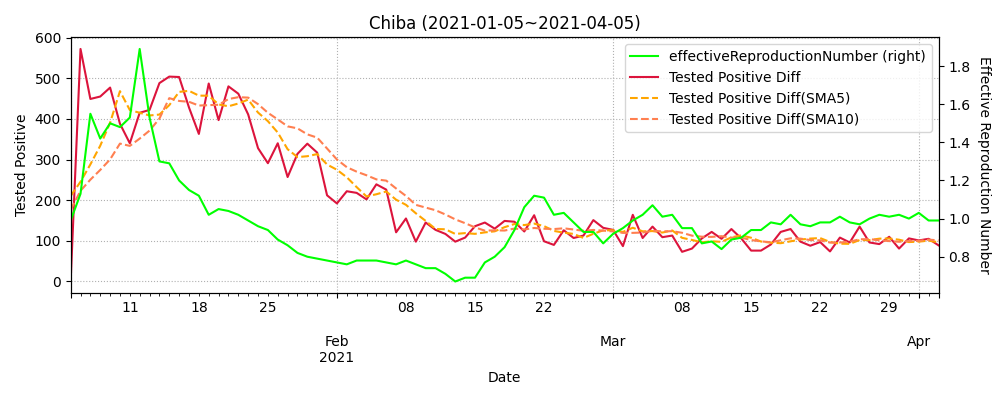 Chiba (2021-01-05~2021-04-05)
effectiveReproductionNumber (right)
Tested Positive Diff
Tested Positive Diff(SMA5)
Tested Positive Diff(SMA10)
Tested Positive
600
500
400
300
200
100
0
Effective Reproduction Number
1.8
1.6
1.4
1.2
1.0
0.8
11 18 25 08 15 22 08 15 22 29
Feb Mar Apr
2021
Date